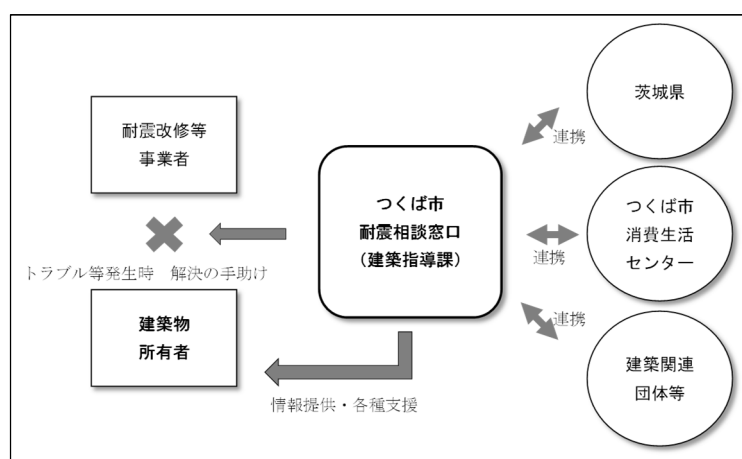 耐震改修等
事業者
トラブル等発生時　解決の手助け
建築物
所有者
つくば市
耐震相談窓口
（建築指導課）
情報提供・各種支援
連携
茨城県
連携
つくば市
消費生活
センター
連携
建築関連
団体等